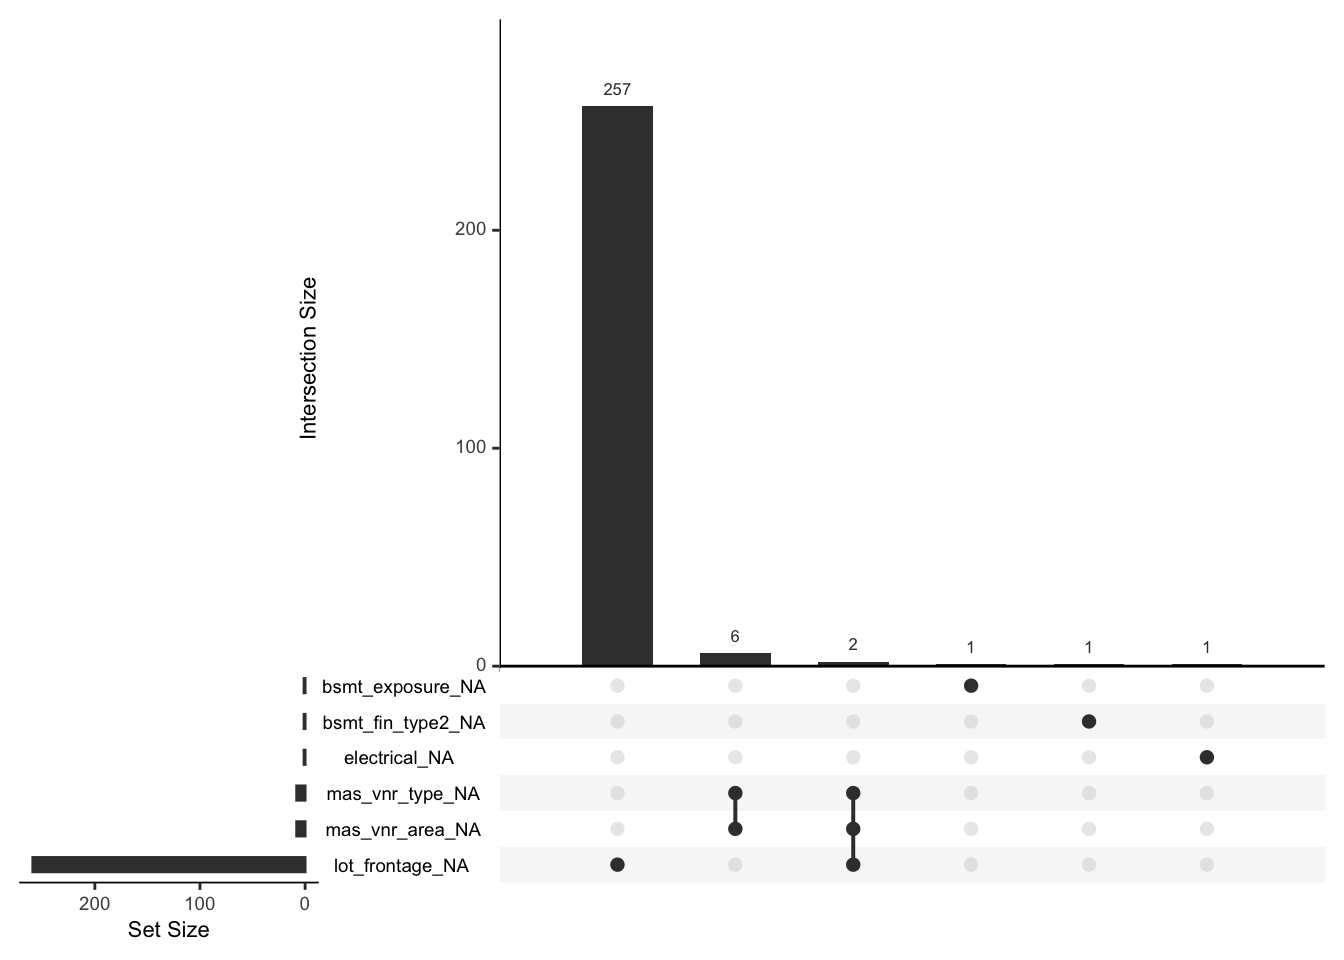 257
200
Intersection Size
100
6
2
1
1
1
0
bsmt_exposure_NA
bsmt_fin_type2_NA
electrical_NA
mas_vnr_type_NA
mas_vnr_area_NA
lot_frontage_NA
200 100 0
Set Size